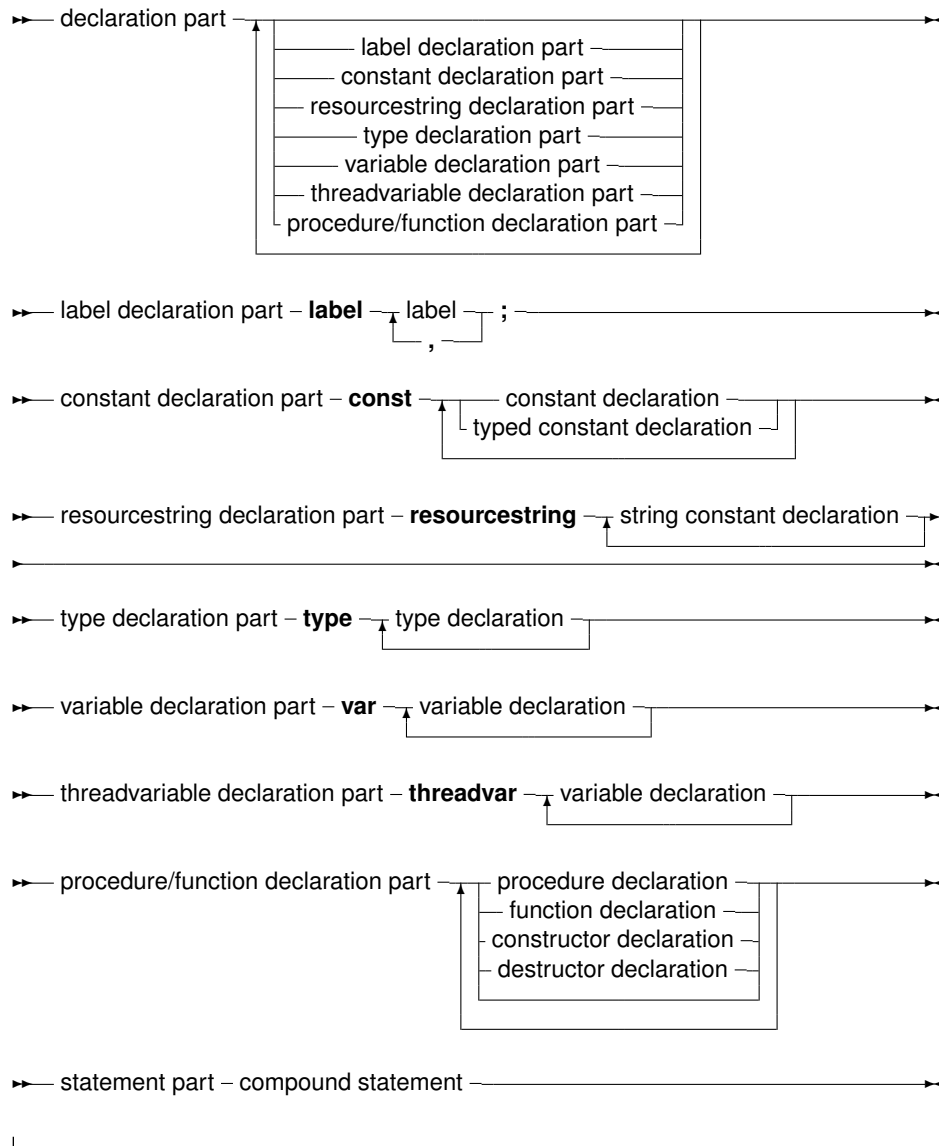 declaration part
label declaration part
constant declaration part
resourcestring declaration part
type declaration part
variable declaration part
threadvariable declaration part
procedure/function declaration part
label declaration part label label ;
,
constant declaration part const constant declaration
typed constant declaration
resourcestring declaration part resourcestring string constant declaration
type declaration part type type declaration
variable declaration part var variable declaration
threadvariable declaration part threadvar variable declaration
procedure/function declaration part procedure declaration
function declaration
constructor declaration
destructor declaration
statement part compound statement